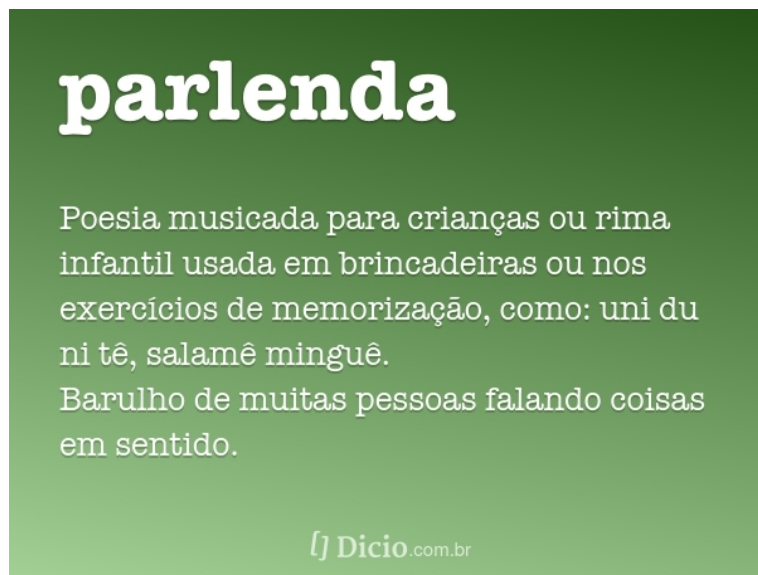 parlenda
Poesia musicada para crianças ou rima
infantil usada em brincadeiras ou nos
exercícios de memorização, como: uni du
ni tê, salamê minguê.
Barulho de muitas pessoas falando coisas
em sentido.
Dicio.com.br